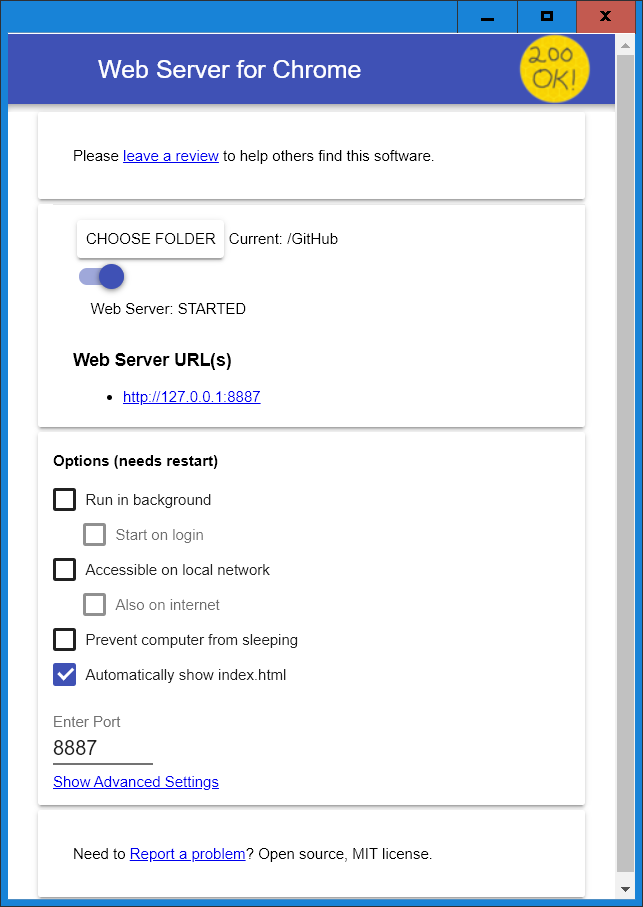 Web Server for Chrome
200
OK!
Please leave a review to help others find this software.
CHOOSE FOLDER Current: /GitHub
Web Server: STARTED
Web Server URL(s)
http://127.0.0.1:8887
Options (needs restart)
Run in background
Start on login
Accessible on local network
Also on internet
Prevent computer from sleeping
Automatically show index.html
Enter Port
8887
Show Advanced Settings
Need to Report a problem? Open source, MIT license.